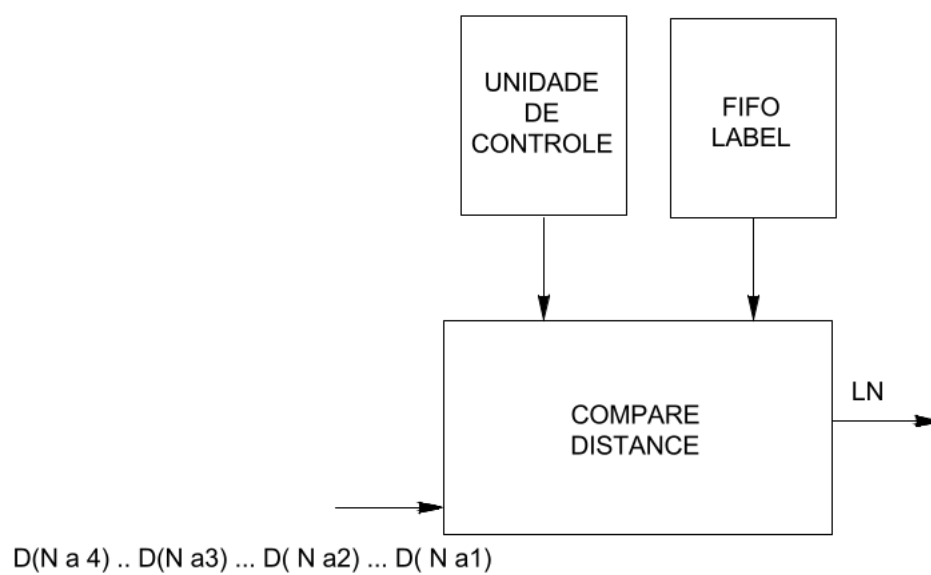 UNIDADE
DE
CONTROLE
FIFO
LABEL
COMPARE
DISTANCE
LN
D(N a 4) .. D(N a3) ... D( N a2) ... D( N a1)